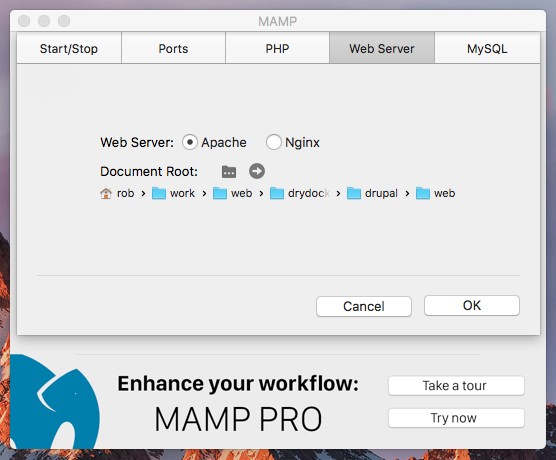 MAMP
Start/Stop Ports PHP Web Server MySQL
Web Server: Apache Nginx
Document Root:
rob › work › web › drydock › drupal › web
Cancel OK
Enhance your workflow:
MAMP PRO
Take a tour
Try now